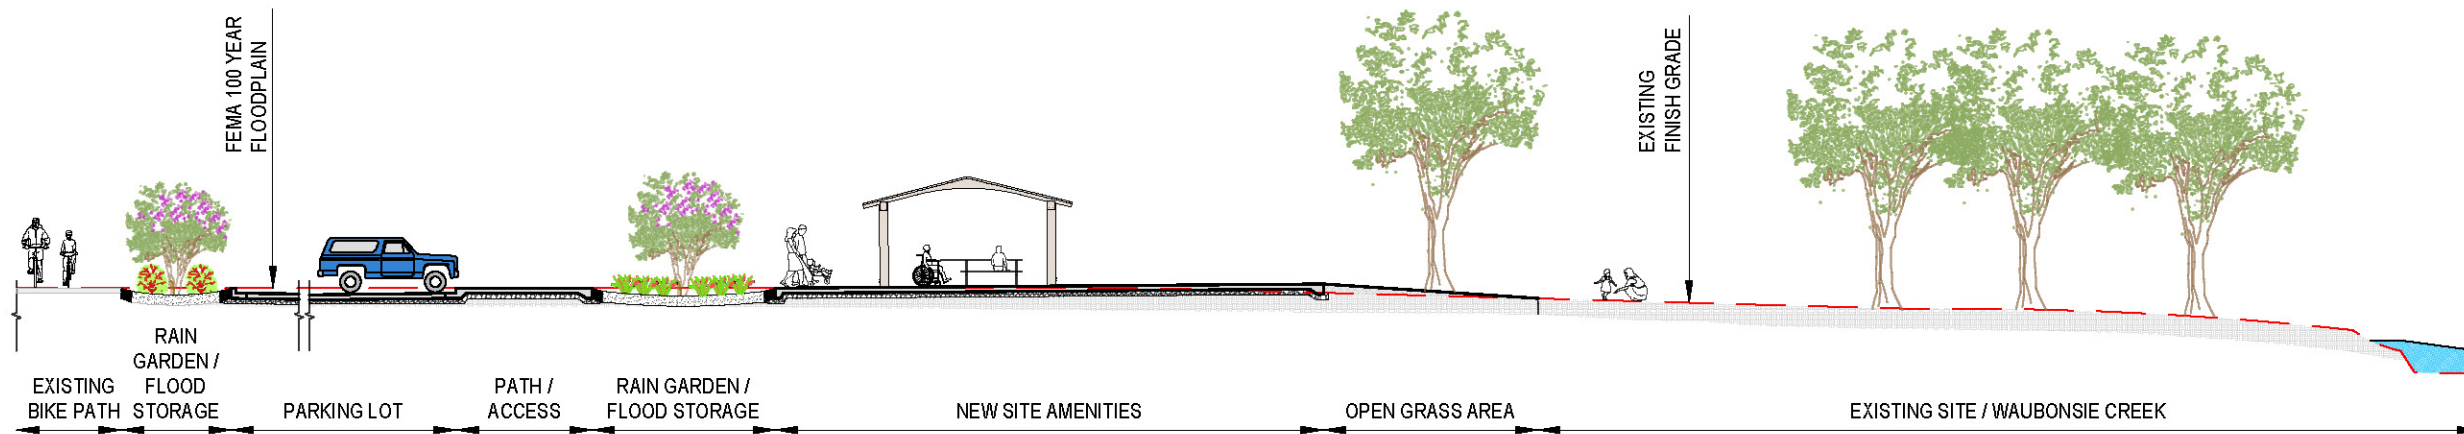 FEMA 100 YEAR
FLOODPLAIN
EXISTING
FINISH GRADE
EXISTING
BIKE PATH
RAIN
GARDEN /
FLOOD
STORAGE
PARKING LOT
PATH /
ACCESS
RAIN GARDEN /
FLOOD STORAGE
NEW SITE AMENITIES
OPEN GRASS AREA
EXISTING SITE / WAUBONSIE CREEK